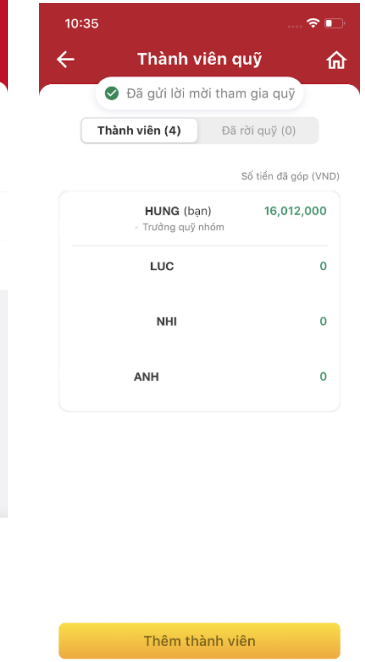 10:35
Thành viên quỹ
Đã gửi lời mời tham gia quỹ
Thành viên (4) Đã rời quỹ (0)
Số tiền đã góp (VND)
HUNG (bạn) 16,012,000
- Trưởng quỹ nhóm
LUC 0
NHI 0
ANH 0
Thêm thành viên